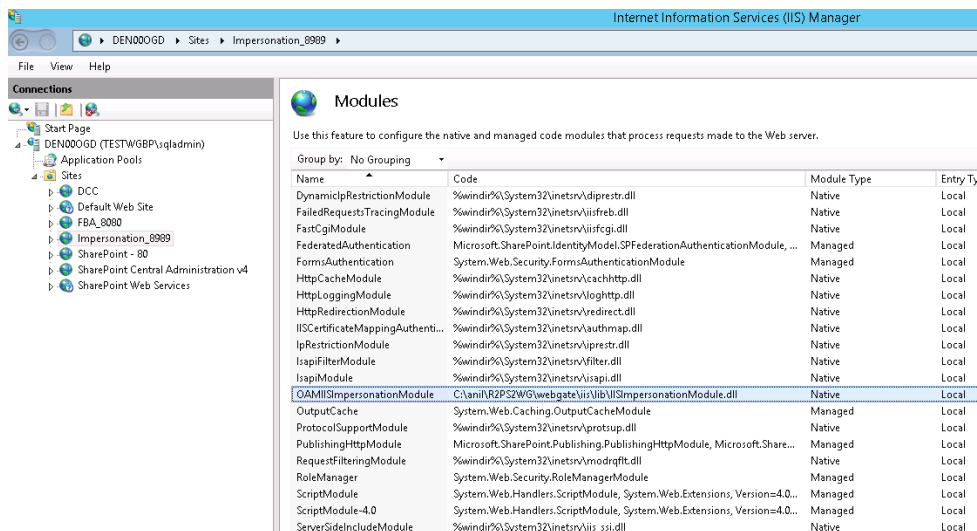 Internet Information Services (IIS) Manager
DEN00OGD Sites Impersonation_8989
File View Help
Connections
Start Page
DEN00OGD (TESTWGBP\sqladmin)
Application Pools
Sites
DCC
Default Web Site
FBA_8080
Impersonation_8989
SharePoint - 80
SharePoint Central Administration v4
SharePoint Web Services
Modules
Use this feature to configure the native and managed code modules that process requests made to the Web server.
Group by: No Grouping
Name Code Module Type Entry Ty
DynamicIpRestrictionModule %windir%\System32\inetsrv\diprestr.dll Native Local
FailedRequestsTracingModule %windir%\System32\inetsrv\iisfreb.dll Native Local
FastCgiModule %windir%\System32\inetsrv\iisfcgi.dll Native Local
FederatedAuthentication Microsoft.SharePoint.IdentityModel.SPFederationAuthenticationModule, ... Managed Local
FormsAuthentication System.Web.Security.FormsAuthenticationModule Managed Local
HttpCacheModule %windir%\System32\inetsrv\cachhttp.dll Native Local
HttpLoggingModule %windir%\System32\inetsrv\loghttp.dll Native Local
HttpRedirectionModule %windir%\System32\inetsrv\redirect.dll Native Local
IISCertificateMappingAuthenti... %windir%\System32\inetsrv\authmap.dll Native Local
IpRestrictionModule %windir%\System32\inetsrv\iprestr.dll Native Local
IsapiFilterModule %windir%\System32\inetsrv\filter.dll Native Local
IsapiModule %windir%\System32\inetsrv\isapi.dll Native Local
OAMIISImpersonationModule C:\anil\R2PS2WG\webgate\iis\lib\IISImpersonationModule.dll Native Local
OutputCache System.Web.Caching.OutputCacheModule Managed Local
ProtocolSupportModule %windir%\System32\inetsrv\protsup.dll Native Local
PublishingHttpModule Microsoft.SharePoint.Publishing.PublishingHttpModule, Microsoft.Share... Managed Local
RequestFilteringModule %windir%\System32\inetsrv\modrqflt.dll Native Local
RoleManager System.Web.Security.RoleManagerModule Managed Local
ScriptModule System.Web.Handlers.ScriptModule, System.Web.Extensions, Version=4.0... Managed Local
ScriptModule-4.0 System.Web.Handlers.ScriptModule, System.Web.Extensions, Version=4.0... Managed Local
ServerSideIncludeModule %windir%\System32\inetsrv\iis_ssi.dll Native Local